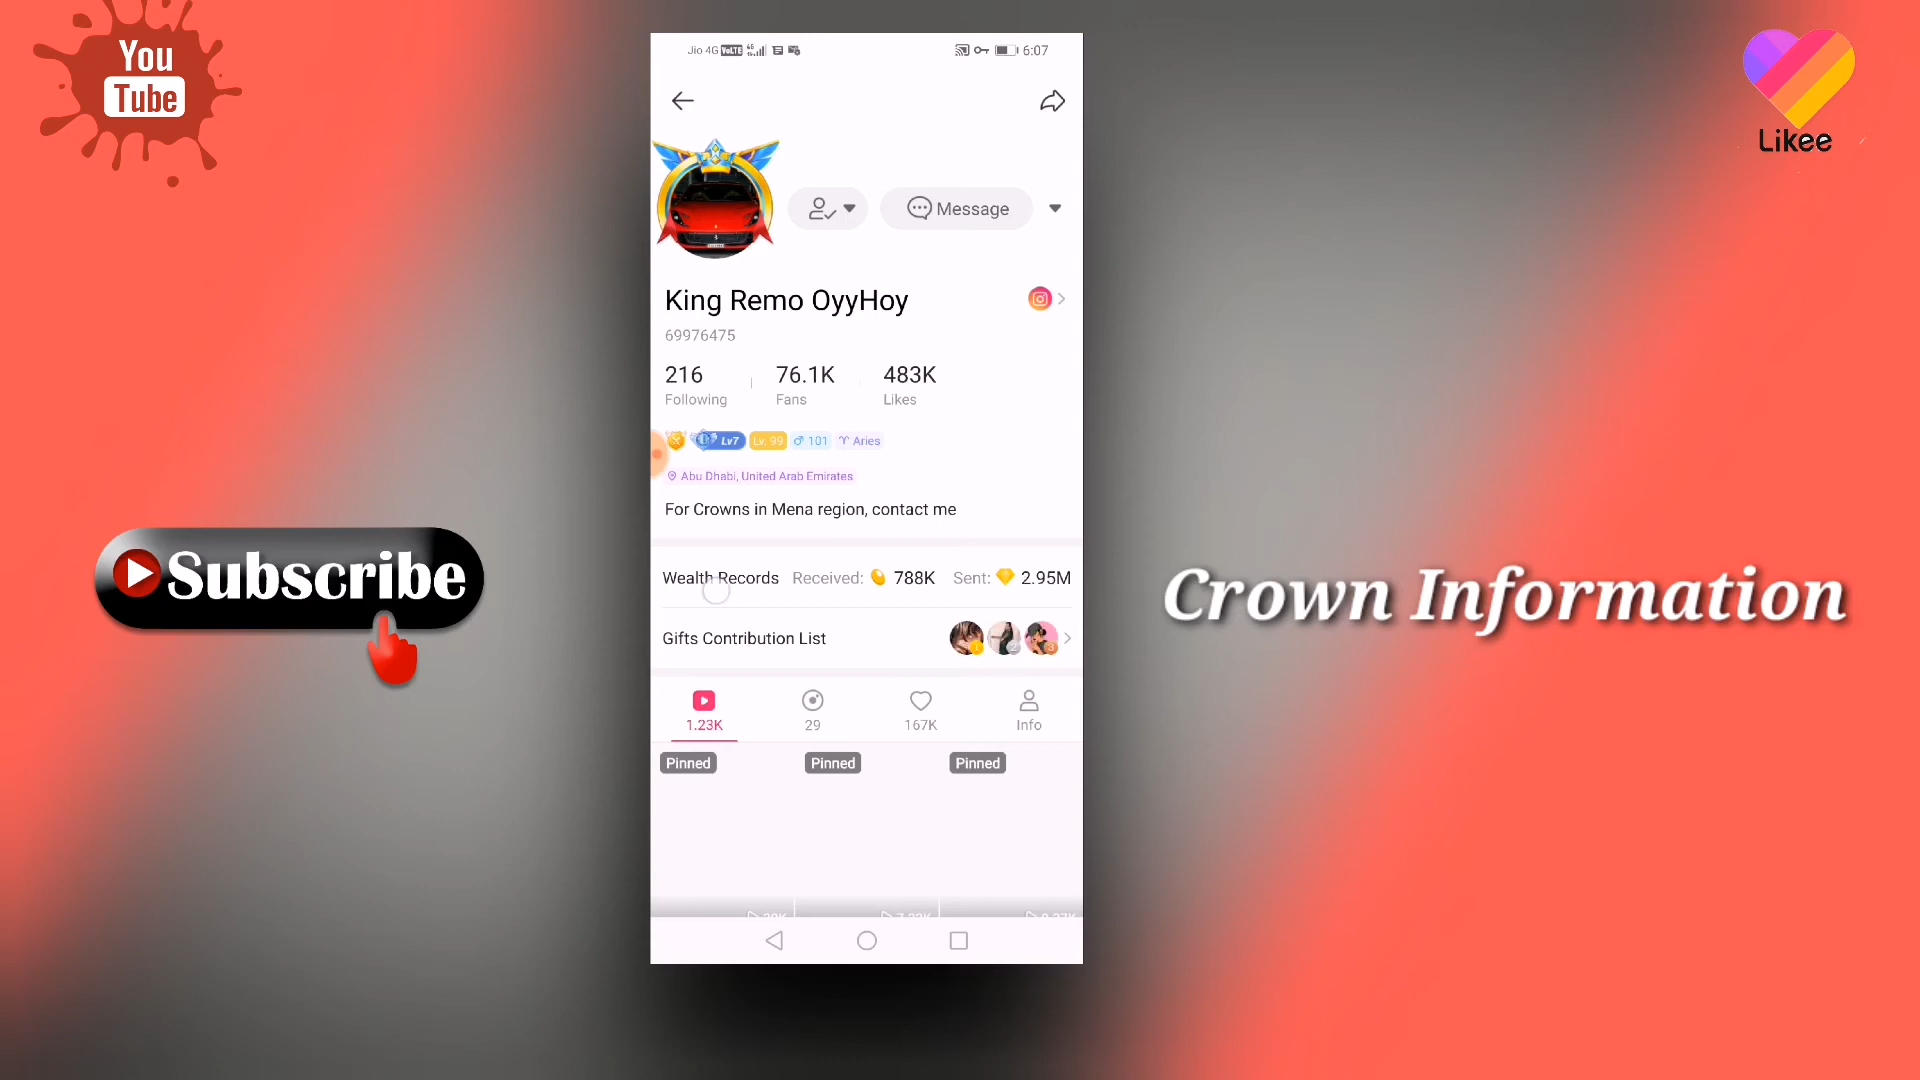 You
Tube
Likee
Jio 4G VoLTE 4G 6:07
Message
King Remo OyyHoy
69976475
216 76.1K 483K
Following Fans Likes
Lv7 Lv. 99 101 Aries
Abu Dhabi, United Arab Emirates
For Crowns in Mena region, contact me
Wealth Records Received: 788K Sent: 2.95M
Gifts Contribution List
1.23K 29 167K Info
Pinned Pinned Pinned
Subscribe
Crown Information